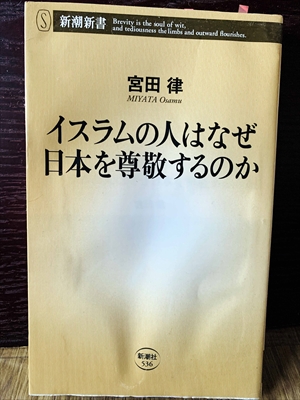 S 新潮新書
Brevity is the soul of wit,
and tediousness the limbs and outward flourishes.
宮田 律
MIYATA Osamu
イスラムの人はなぜ
日本を尊敬するのか
新潮社
536